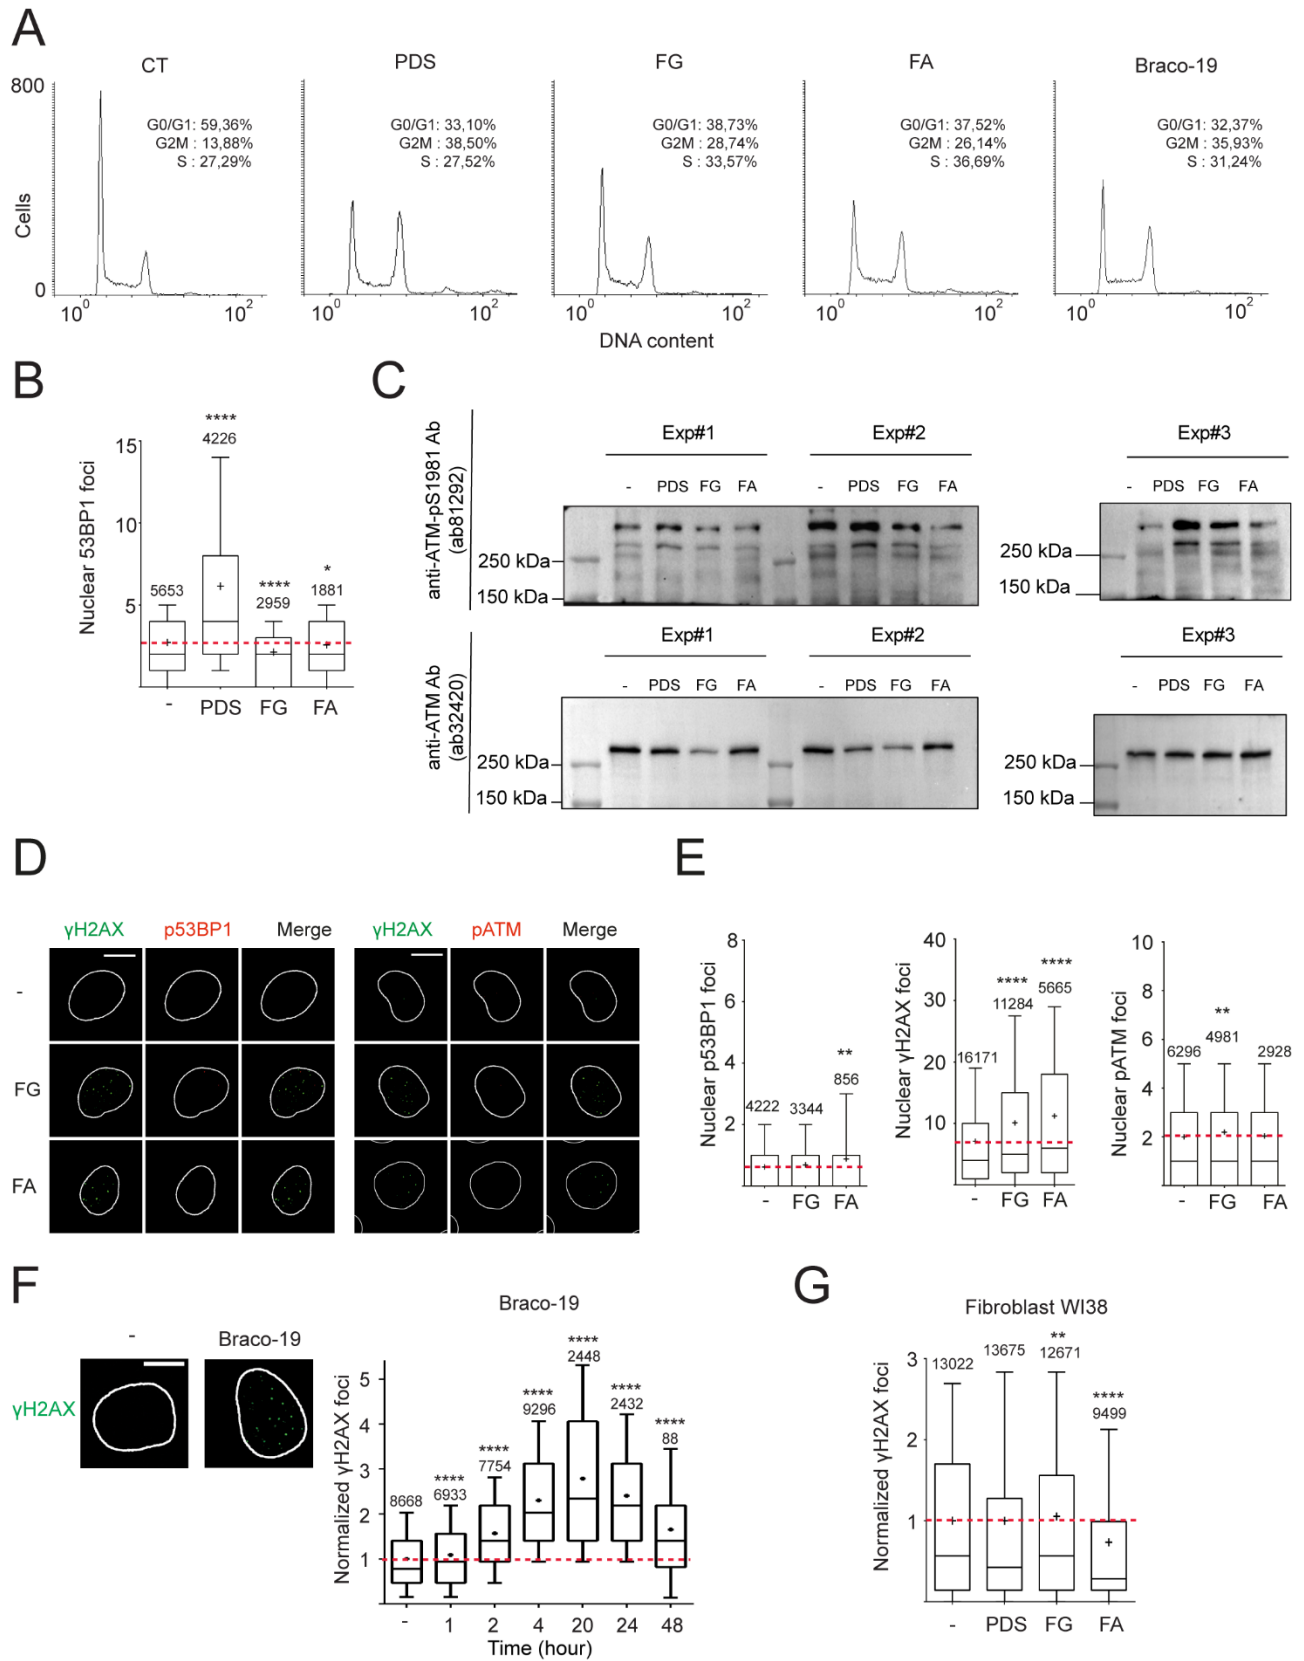 A
CT
PDS
FG
FA
Braco-19
800
Cells
0
G0/G1: 59,36%
G2M : 13,88%
S : 27,29%
G0/G1: 33,10%
G2M : 38,50%
S : 27,52%
G0/G1: 38,73%
G2M : 28,74%
S : 33,57%
G0/G1: 37,52%
G2M : 26,14%
S : 36,69%
G0/G1: 32,37%
G2M : 35,93%
S : 31,24%
10⁰ 10²
10⁰ 10²
10⁰ 10²
10⁰ 10²
10⁰ 10²
DNA content
B
Nuclear 53BP1 foci
15
10
5
5653
****
4226
****
2959
*
1881
- PDS FG FA
C
anti-ATM-pS1981 Ab
(ab81292)
Exp#1 Exp#2 Exp#3
- PDS FG FA - PDS FG FA - PDS FG FA
250 kDa
150 kDa
250 kDa
150 kDa
anti-ATM Ab
(ab32420)
Exp#1 Exp#2 Exp#3
- PDS FG FA - PDS FG FA - PDS FG FA
250 kDa
150 kDa
250 kDa
150 kDa
D
γH2AX p53BP1 Merge γH2AX pATM Merge
-
FG
FA
E
Nuclear p53BP1 foci
8
6
4
2
4222
3344
**
856
- FG FA
Nuclear γH2AX foci
40
30
20
10
16171
****
11284
****
5665
- FG FA
Nuclear pATM foci
10
8
6
4
2
6296
**
4981
2928
- FG FA
F
- Braco-19
γH2AX
Braco-19
Normalized γH2AX foci
5
4
3
2
1
8668
****
6933
****
7754
****
9296
****
2448
****
2432
****
88
- 1 2 4 20 24 48
Time (hour)
G
Fibroblast WI38
Normalized γH2AX foci
3
2
1
13022
13675
**
12671
****
9499
- PDS FG FA